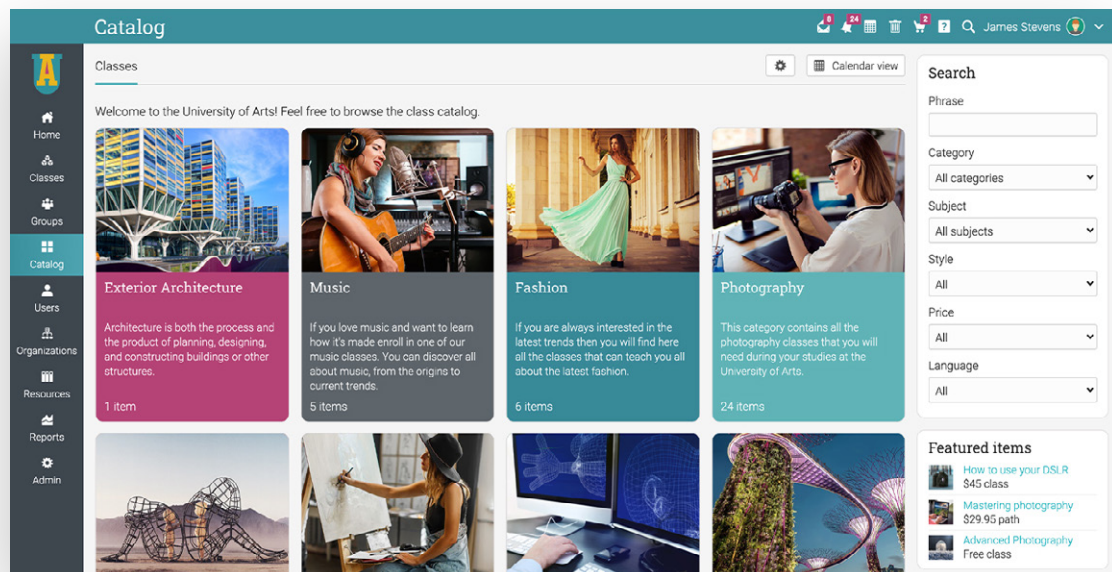 Catalog
0
24
2
?
James Stevens
A
Home
Classes
Groups
Catalog
Users
Organizations
Resources
Reports
Admin
Classes
Calendar view
Welcome to the University of Arts! Feel free to browse the class catalog.
Exterior Architecture
Architecture is both the process and
the product of planning, designing,
and constructing buildings or other
structures.
1 item
Music
If you love music and want to learn
how it's made enroll in one of our
music classes. You can discover all
about music, from the origins to
current trends.
5 items
Fashion
If you are always interested in the
latest trends then you will find here
all the classes that can teach you all
about the latest fashion.
6 items
Photography
This category contains all the
photography classes that you will
need during your studies at the
University of Arts.
24 items
Search
Phrase
Category
All categories
Subject
All subjects
Style
All
Price
All
Language
All
Featured items
How to use your DSLR
$45 class
Mastering photography
$29.95 path
Advanced Photography
Free class